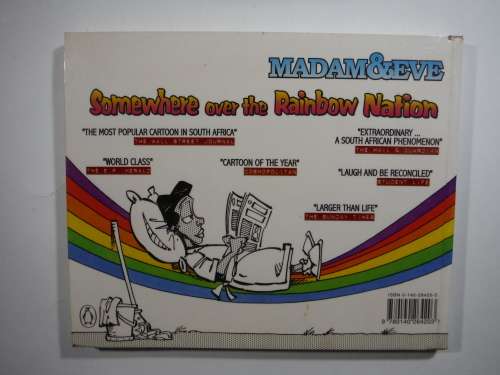 MADAM&EVE
Somewhere over the Rainbow Nation
"THE MOST POPULAR CARTOON IN SOUTH AFRICA"
THE WALL STREET JOURNAL
"EXTRAORDINARY ...
A SOUTH AFRICAN PHENOMENON"
THE MAIL & GUARDIAN
"WORLD CLASS"
THE E.P. HERALD
"CARTOON OF THE YEAR"
COSMOPOLITAN
"LAUGH AND BE RECONCILED"
STUDENT LIFE
"LARGER THAN LIFE"
THE SUNDAY TIMES